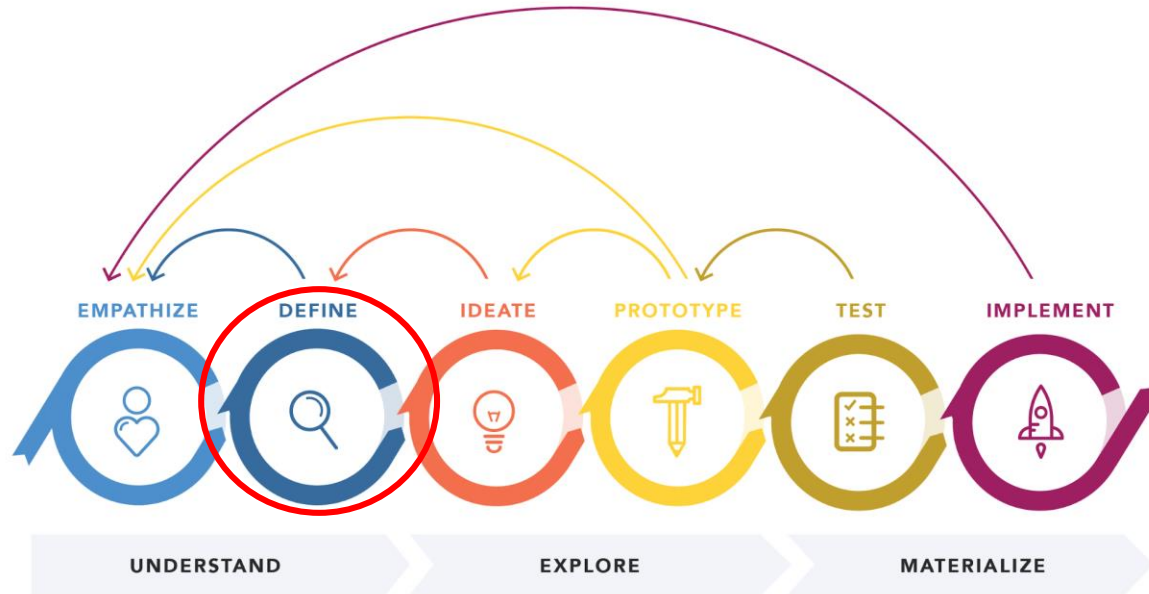 EMPATHIZE
DEFINE
IDEATE
PROTOTYPE
TEST
IMPLEMENT
UNDERSTAND
EXPLORE
MATERIALIZE